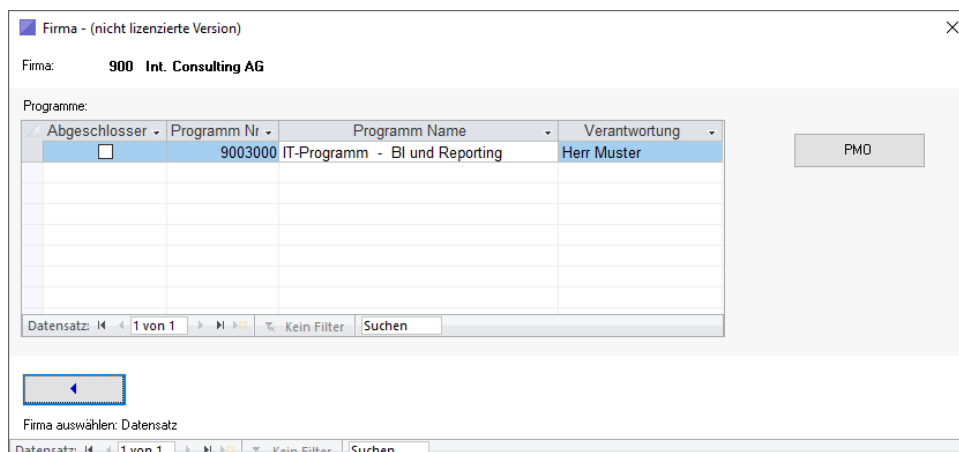 Firma - (nicht lizenzierte Version)
Firma: 900 Int. Consulting AG
Programme:
Abgeschlosser Programm Nr Programm Name Verantwortung
9003000 IT-Programm - BI und Reporting Herr Muster
PMO
Datensatz: 1 von 1 Kein Filter Suchen
Firma auswählen: Datensatz
Datensatz: 1 von 1 Kein Filter Suchen